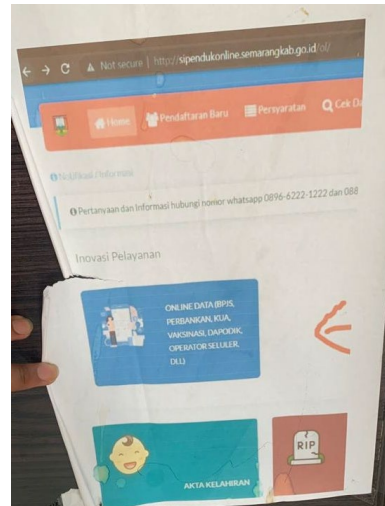 Not secure | http://sipendukonline.semarangkab.go.id/ol/
Home Pendaftaran Baru Persyaratan Cek Da
Notifikasi / Informasi
Pertanyaan dan informasi hubungi nomor whatsapp 0896-6222-1222 dan 088
Inovasi Pelayanan
ONLINE DATA (BPJS,
PERBANKAN, KUA,
VAKSINASI, DAPODIK,
OPERATOR SELULER,
DLL)
RIP
AKTA KELAHIRAN